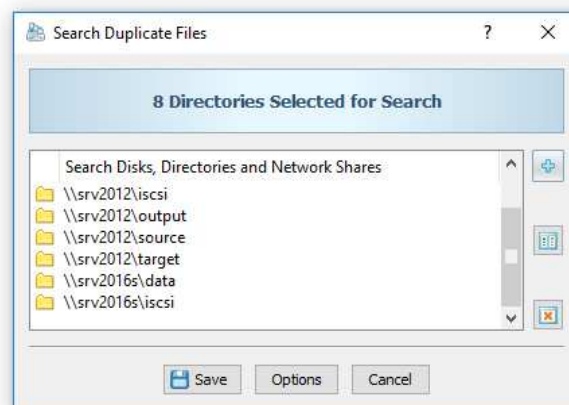 Search Duplicate Files
8 Directories Selected for Search
Search Disks, Directories and Network Shares
\\srv2012\iscsi
\\srv2012\output
\\srv2012\source
\\srv2012\target
\\srv2016s\data
\\srv2016s\iscsi
Save Options Cancel